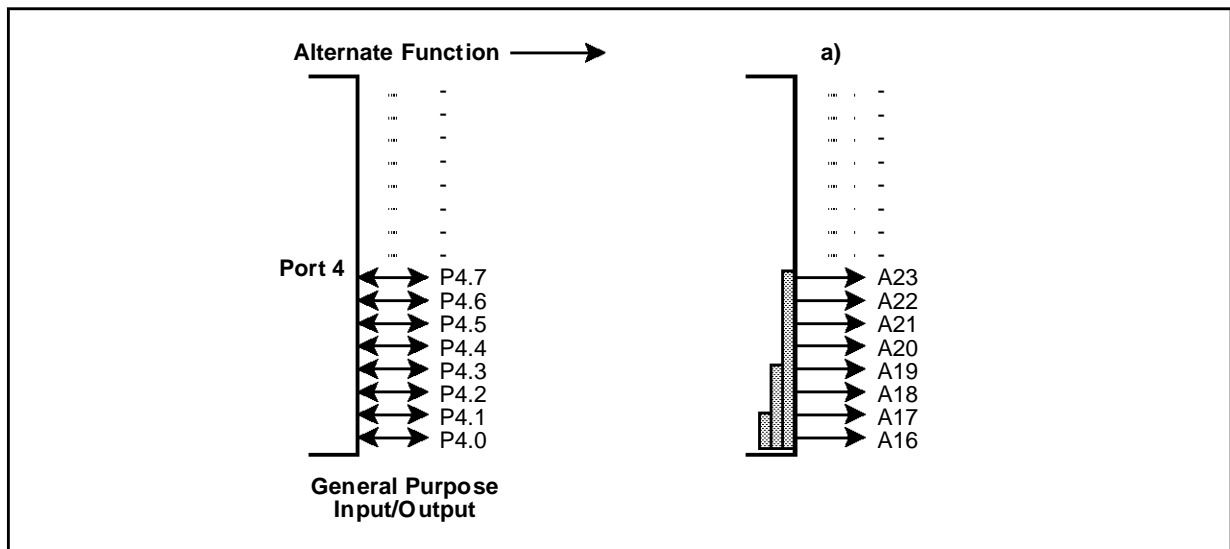 Alternate Function
a)
-
-
-
-
-
-
-
-
Port 4
P4.7
P4.6
P4.5
P4.4
P4.3
P4.2
P4.1
P4.0
General Purpose
Input/Output
-
-
-
-
-
-
-
-
A23
A22
A21
A20
A19
A18
A17
A16